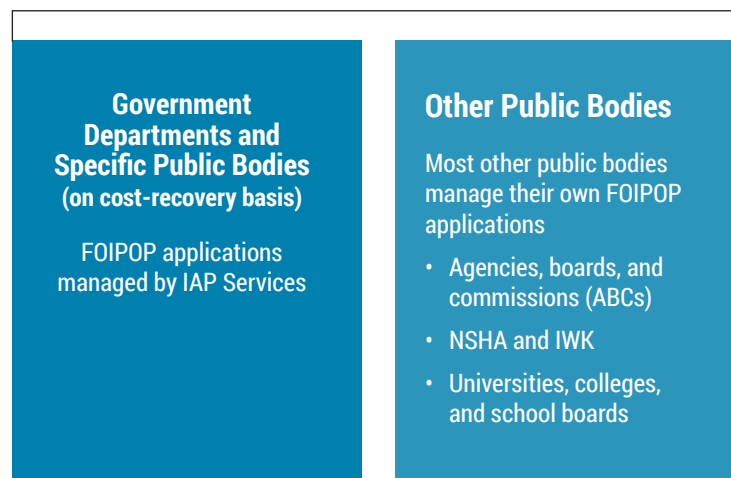 Government
Departments and
Specific Public Bodies
(on cost-recovery basis)
FOIPOP applications
managed by IAP Services
Other Public Bodies
Most other public bodies
manage their own FOIPOP
applications
• Agencies, boards, and
commissions (ABCs)
• NSHA and IWK
• Universities, colleges,
and school boards